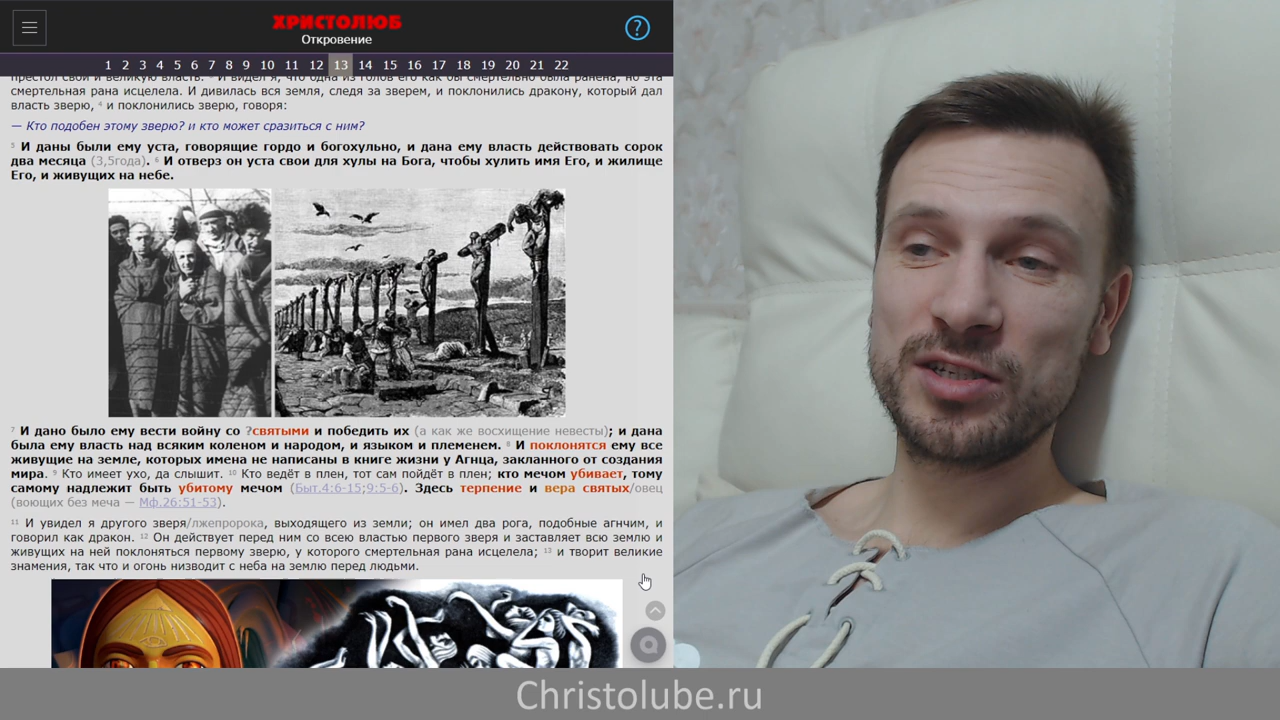 ХРИСТОЛЮБ
Откровение
1 2 3 4 5 6 7 8 9 10 11 12 13 14 15 16 17 18 19 20 21 22
престол свой и великую власть. 3 И видел я, что одна из голов его как бы смертельно была ранена, но эта
смертельная рана исцелела. И дивилась вся земля, следя за зверем, и поклонились дракону, который дал
власть зверю, 4 и поклонились зверю, говоря:
— Кто подобен этому зверю? и кто может сразиться с ним?
5 И даны были ему уста, говорящие гордо и богохульно, и дана ему власть действовать сорок
два месяца (3,5года). 6 И отверз он уста свои для хулы на Бога, чтобы хулить имя Его, и жилище
Его, и живущих на небе.
7 И дано было ему вести войну со ?святыми и победить их (а как же восхищение невесты); и дана
была ему власть над всяким коленом и народом, и языком и племенем. 8 И поклонятся ему все
живущие на земле, которых имена не написаны в книге жизни у Агнца, закланного от создания
мира. 9 Кто имеет ухо, да слышит. 10 Кто ведёт в плен, тот сам пойдёт в плен; кто мечом убивает, тому
самому надлежит быть убитому мечом (Быт.4:6-15;9:5-6). Здесь терпение и вера святых/овец
(воющих без меча — Мф.26:51-53).
11 И увидел я другого зверя/лжепророка, выходящего из земли; он имел два рога, подобные агнчим, и
говорил как дракон. 12 Он действует перед ним со всею властью первого зверя и заставляет всю землю и
живущих на ней поклоняться первому зверю, у которого смертельная рана исцелела; 13 и творит великие
знамения, так что и огонь низводит с неба на землю перед людьми.
Christolube.ru